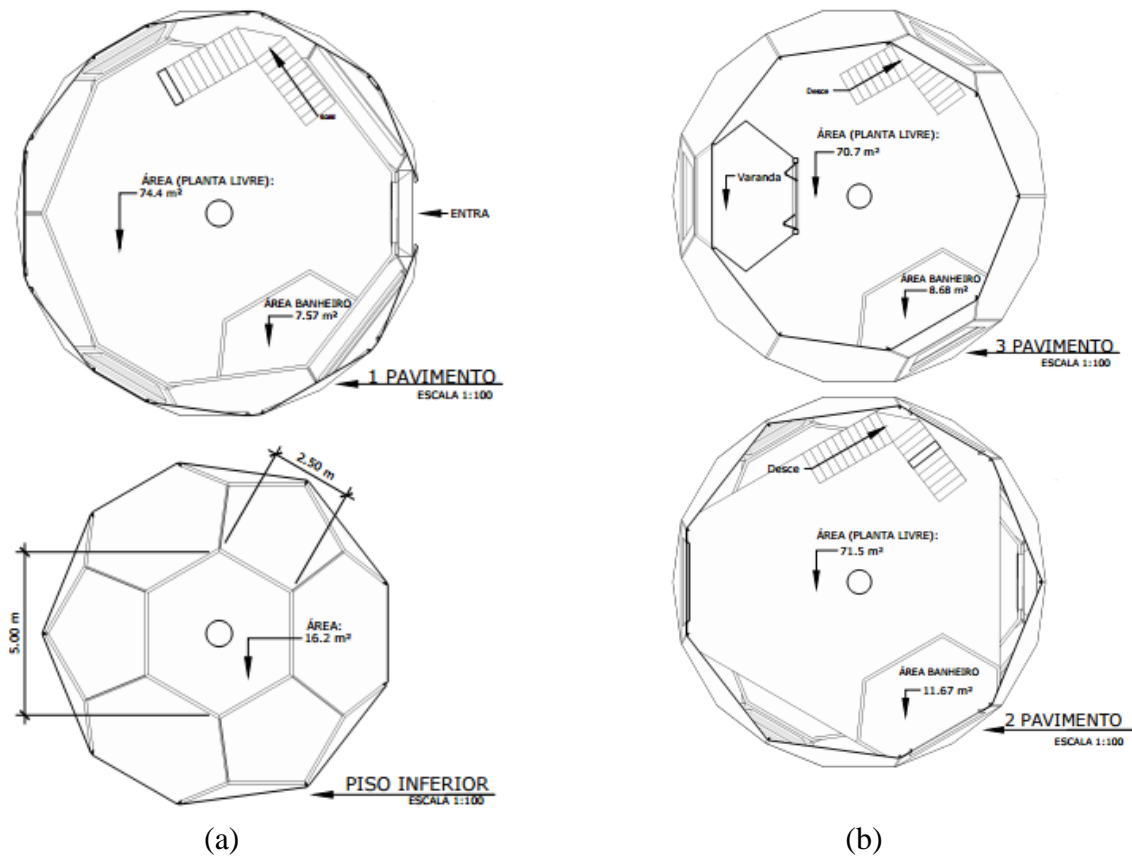 ÁREA (PLANTA LIVRE):
74.4 m²
ENTRA
ÁREA BANHEIRO
7.57 m²
1 PAVIMENTO
ESCALA 1:100
2.50 m
5.00 m
ÁREA:
16.2 m²
PISO INFERIOR
ESCALA 1:100
(a)
Desce
ÁREA (PLANTA LIVRE):
70.7 m²
Varanda
ÁREA BANHEIRO
8.68 m²
3 PAVIMENTO
ESCALA 1:100
Desce
ÁREA (PLANTA LIVRE):
71.5 m²
ÁREA BANHEIRO
11.67 m²
2 PAVIMENTO
ESCALA 1:100
(b)